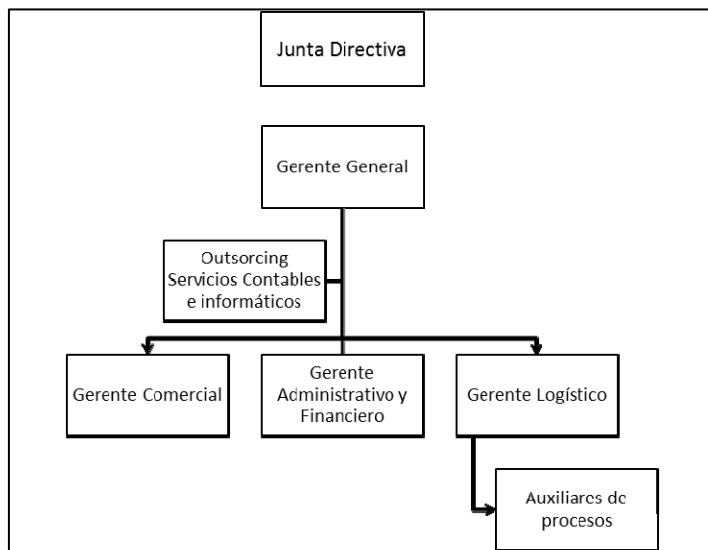 Junta Directiva
Gerente General
Outsorcing
Servicios Contables
e informáticos
Gerente Comercial
Gerente
Administrativo y
Financiero
Gerente Logístico
Auxiliares de
procesos